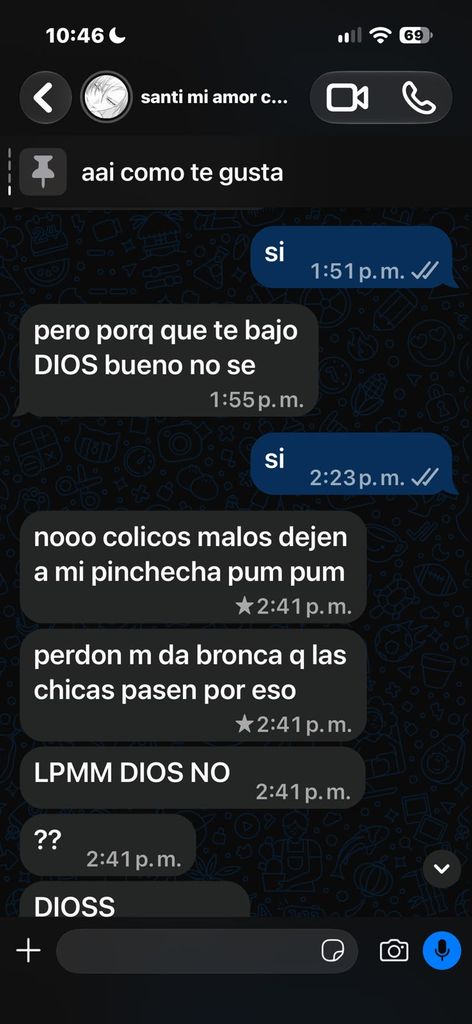 10:46
69
santi mi amor c...
aai como te gusta
si
1:51 p. m.
pero porq que te bajo
DIOS bueno no se
1:55 p. m.
si
2:23 p. m.
nooo colicos malos dejen
a mi pinchecha pum pum
2:41 p. m.
perdon m da bronca q las
chicas pasen por eso
2:41 p. m.
LPMM DIOS NO
2:41 p. m.
??
2:41 p. m.
DIOSS